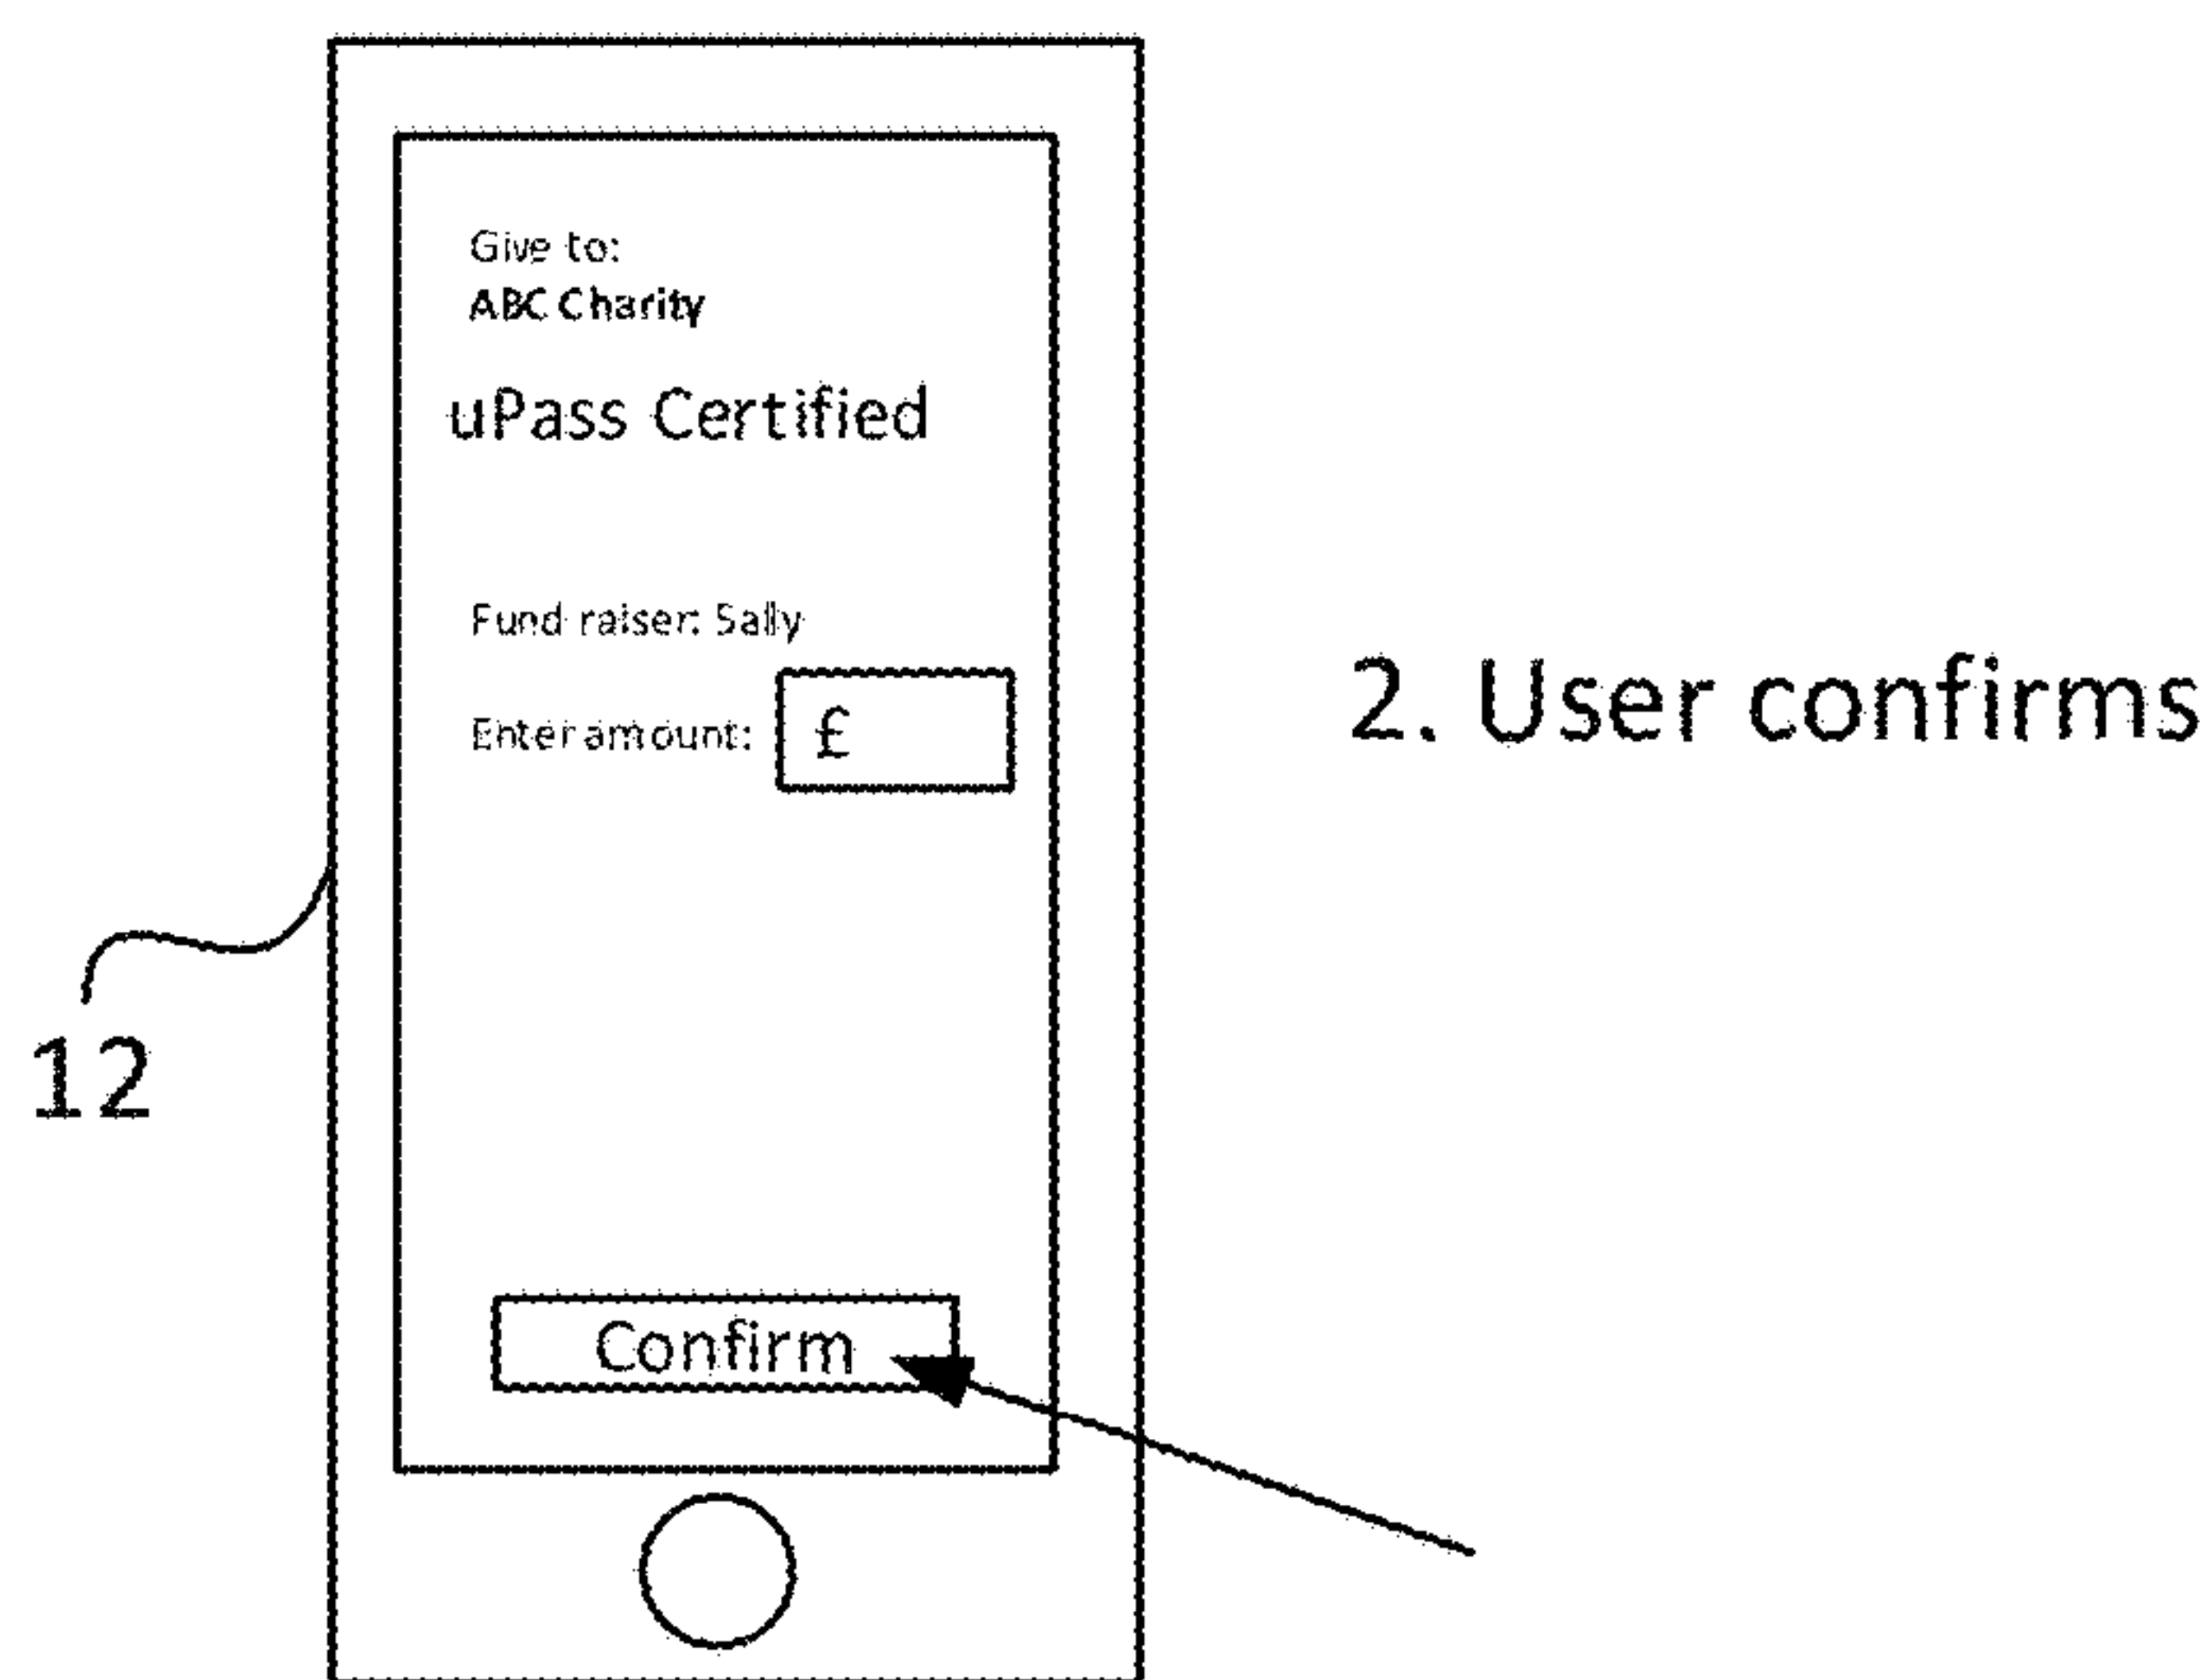 Give to:
ABC Charity
uPass Certified
Fund raiser: Sally
Enter amount: £
2. User confirms
12
Confirm